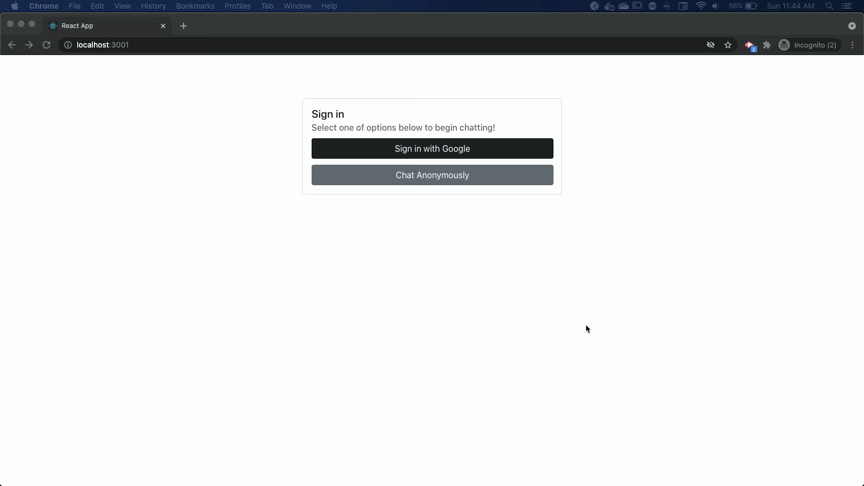 Chrome File Edit View History Bookmarks Profiles Tab Window Help 56% Sun 11:44 AM
React App
localhost:3001 Incognito (2)
Sign in
Select one of options below to begin chatting!
Sign in with Google
Chat Anonymously